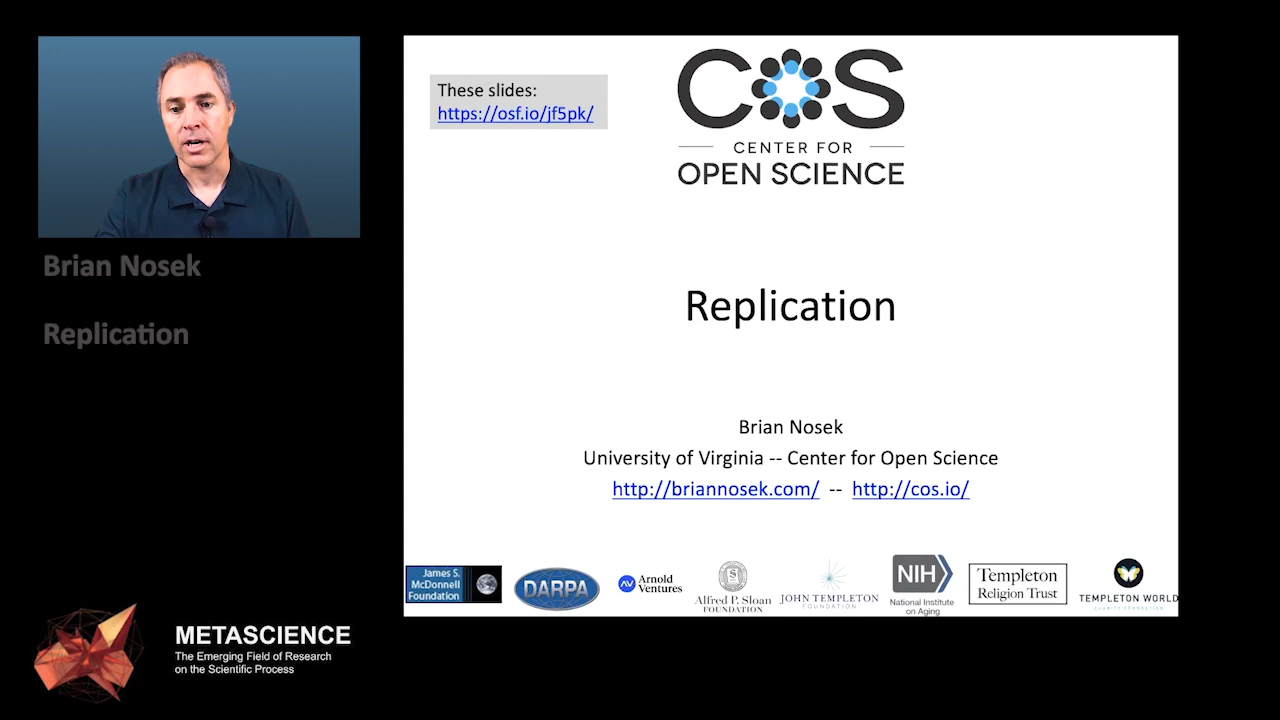 These slides:
https://osf.io/jf5pk/
COS
CENTER FOR
OPEN SCIENCE
Brian Nosek
Replication
Replication
Brian Nosek
University of Virginia -- Center for Open Science
http://briannosek.com/ -- http://cos.io/
James S.
McDonnell
Foundation
DARPA
AV
Arnold
Ventures
Alfred P. Sloan
FOUNDATION
JOHN TEMPLETON
FOUNDATION
NIH
National Institute
on Aging
Templeton
Religion Trust
TEMPLETON WORLD
CHARITY FOUNDATION
METASCIENCE
The Emerging Field of Research
on the Scientific Process